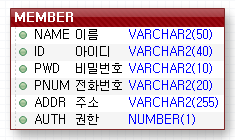 MEMBER
NAME 이름 VARCHAR2(50)
ID 아이디 VARCHAR2(40)
PWD 비밀번호 VARCHAR2(10)
PNUM 전화번호 VARCHAR2(20)
ADDR 주소 VARCHAR2(255)
AUTH 권한 NUMBER(1)